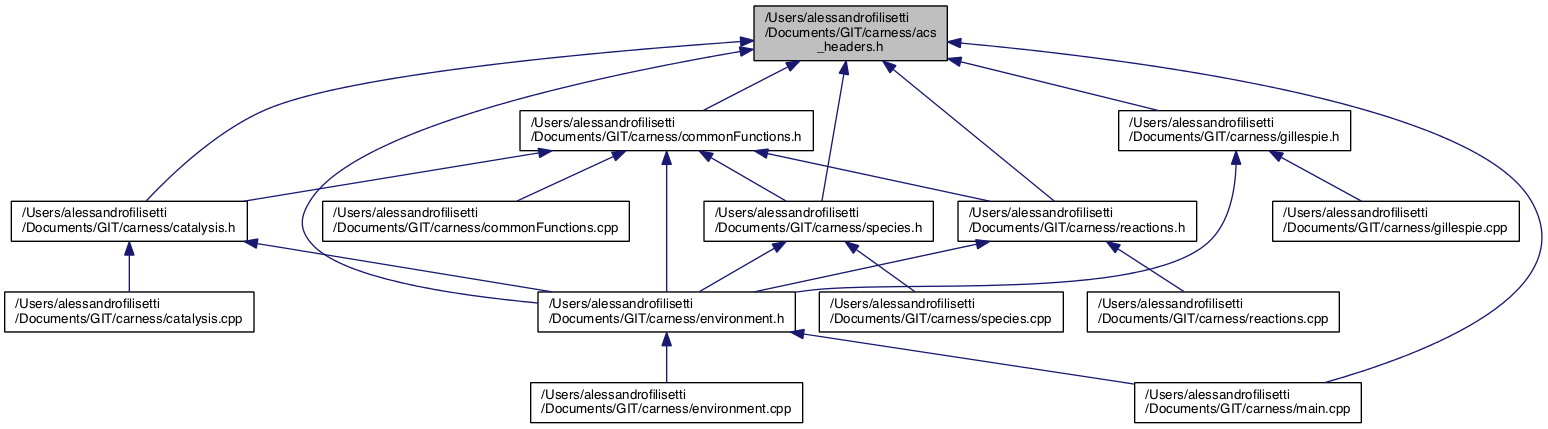 /Users/alessandrofilisetti
/Documents/GIT/carness/acs
_headers.h
/Users/alessandrofilisetti
/Documents/GIT/carness/commonFunctions.h
/Users/alessandrofilisetti
/Documents/GIT/carness/gillespie.h
/Users/alessandrofilisetti
/Documents/GIT/carness/catalysis.h
/Users/alessandrofilisetti
/Documents/GIT/carness/commonFunctions.cpp
/Users/alessandrofilisetti
/Documents/GIT/carness/species.h
/Users/alessandrofilisetti
/Documents/GIT/carness/reactions.h
/Users/alessandrofilisetti
/Documents/GIT/carness/gillespie.cpp
/Users/alessandrofilisetti
/Documents/GIT/carness/catalysis.cpp
/Users/alessandrofilisetti
/Documents/GIT/carness/environment.h
/Users/alessandrofilisetti
/Documents/GIT/carness/species.cpp
/Users/alessandrofilisetti
/Documents/GIT/carness/reactions.cpp
/Users/alessandrofilisetti
/Documents/GIT/carness/environment.cpp
/Users/alessandrofilisetti
/Documents/GIT/carness/main.cpp